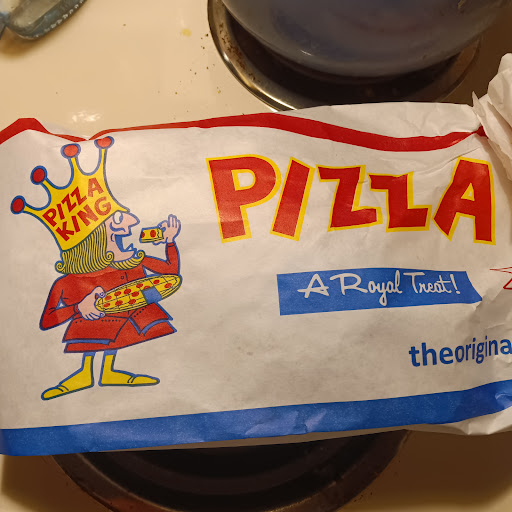 PIZZA
KING
PIZZA
A Royal Treat!
theorigina